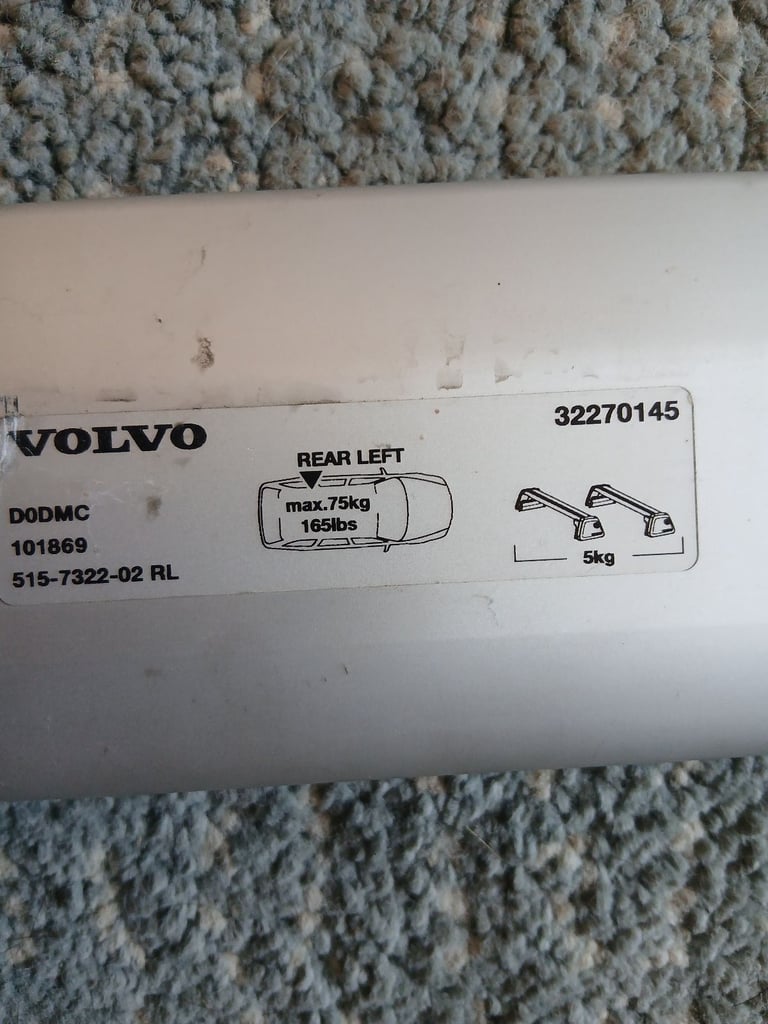 VOLVO
D0DMC
101869
515-7322-02 RL
REAR LEFT
max.75kg
165lbs
32270145
5kg